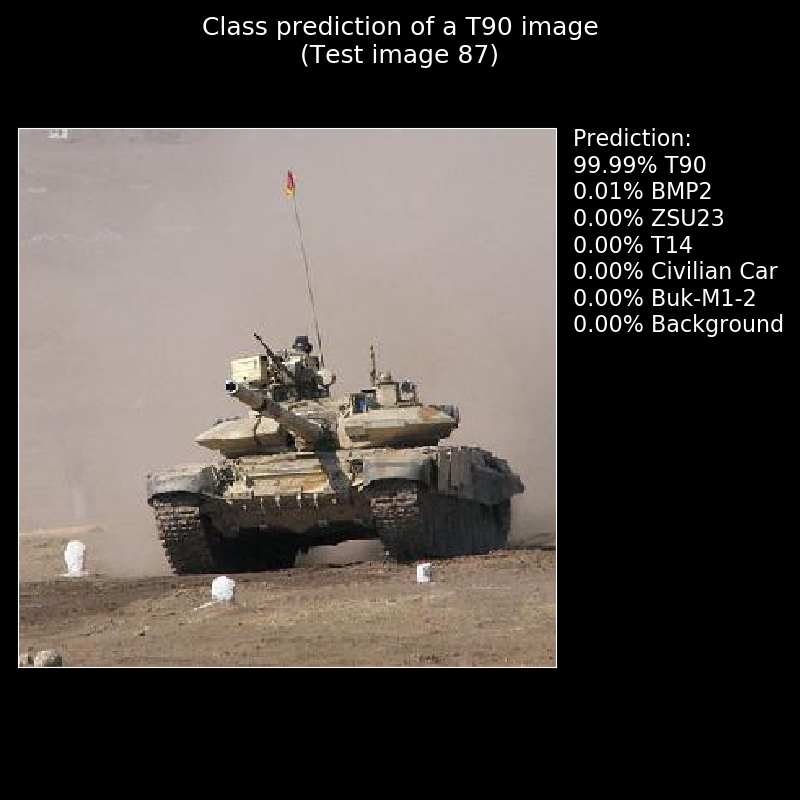 Class prediction of a T90 image
(Test image 87)
Prediction:
99.99% T90
0.01% BMP2
0.00% ZSU23
0.00% T14
0.00% Civilian Car
0.00% Buk-M1-2
0.00% Background